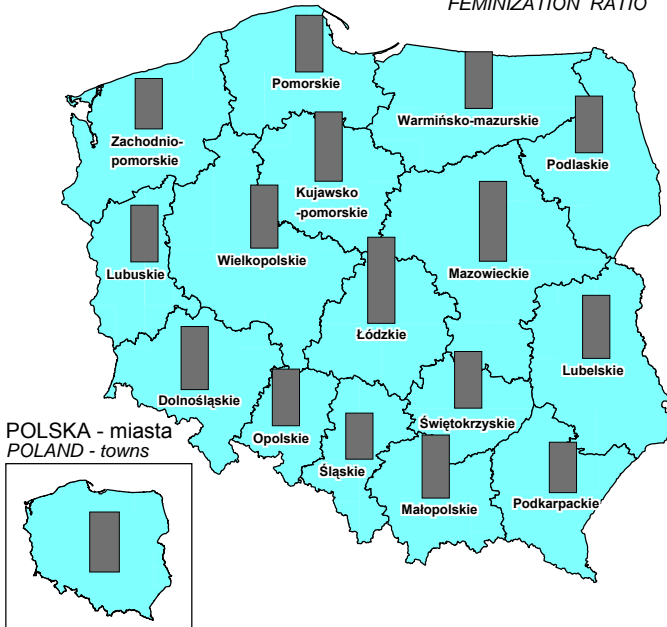 FEMINIZATION RATIO
Pomorskie
Warmińsko-mazurskie
Zachodnio-
pomorskie
Podlaskie
Kujawsko
-pomorskie
Wielkopolskie
Lubuskie
Mazowieckie
Łódzkie
Lubelskie
Dolnośląskie
Świętokrzyskie
Opolskie
Śląskie
Małopolskie
Podkarpackie
POLSKA - miasta
POLAND - towns